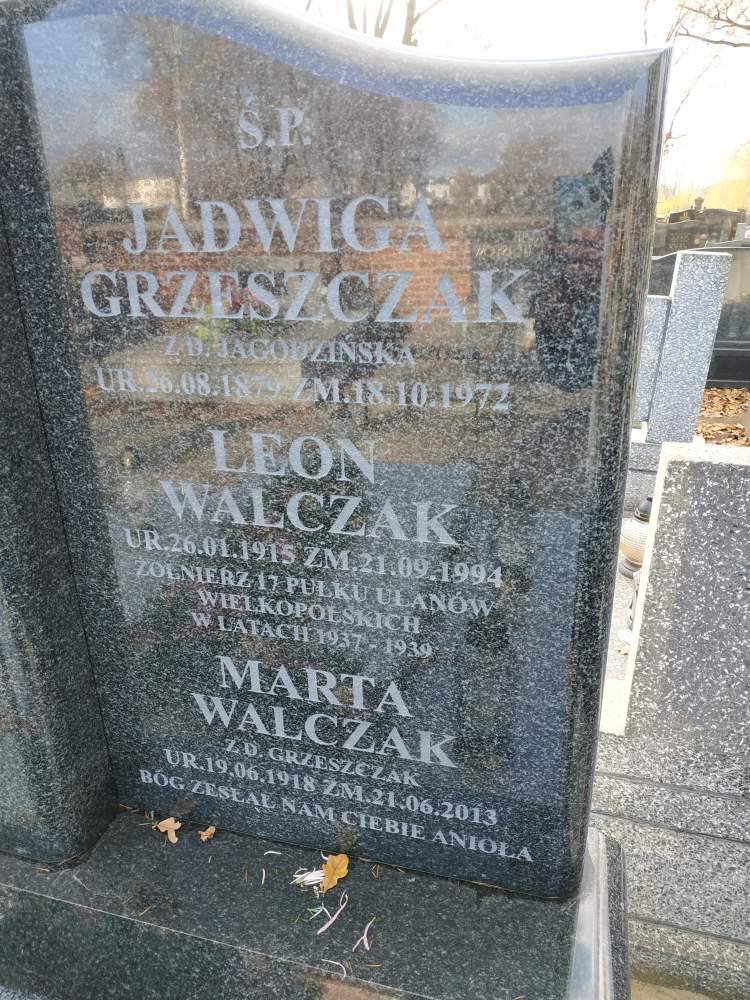 Ś.P.
JADWIGA
GRZESZCZAK
Z D. JAGODZIŃSKA
UR.26.08.1879 ZM.18.10.1972
LEON
WALCZAK
UR.26.01.1915 ZM.21.09.1994
ŻOŁNIERZ 17 PUŁKU UŁANÓW
WIELKOPOLSKICH
W LATACH 1937 - 1939
MARTA
WALCZAK
Z D. GRZESZCZAK
UR.19.06.1918 ZM.21.06.2013
BÓG ZESŁAŁ NAM CIEBIE ANIOŁA